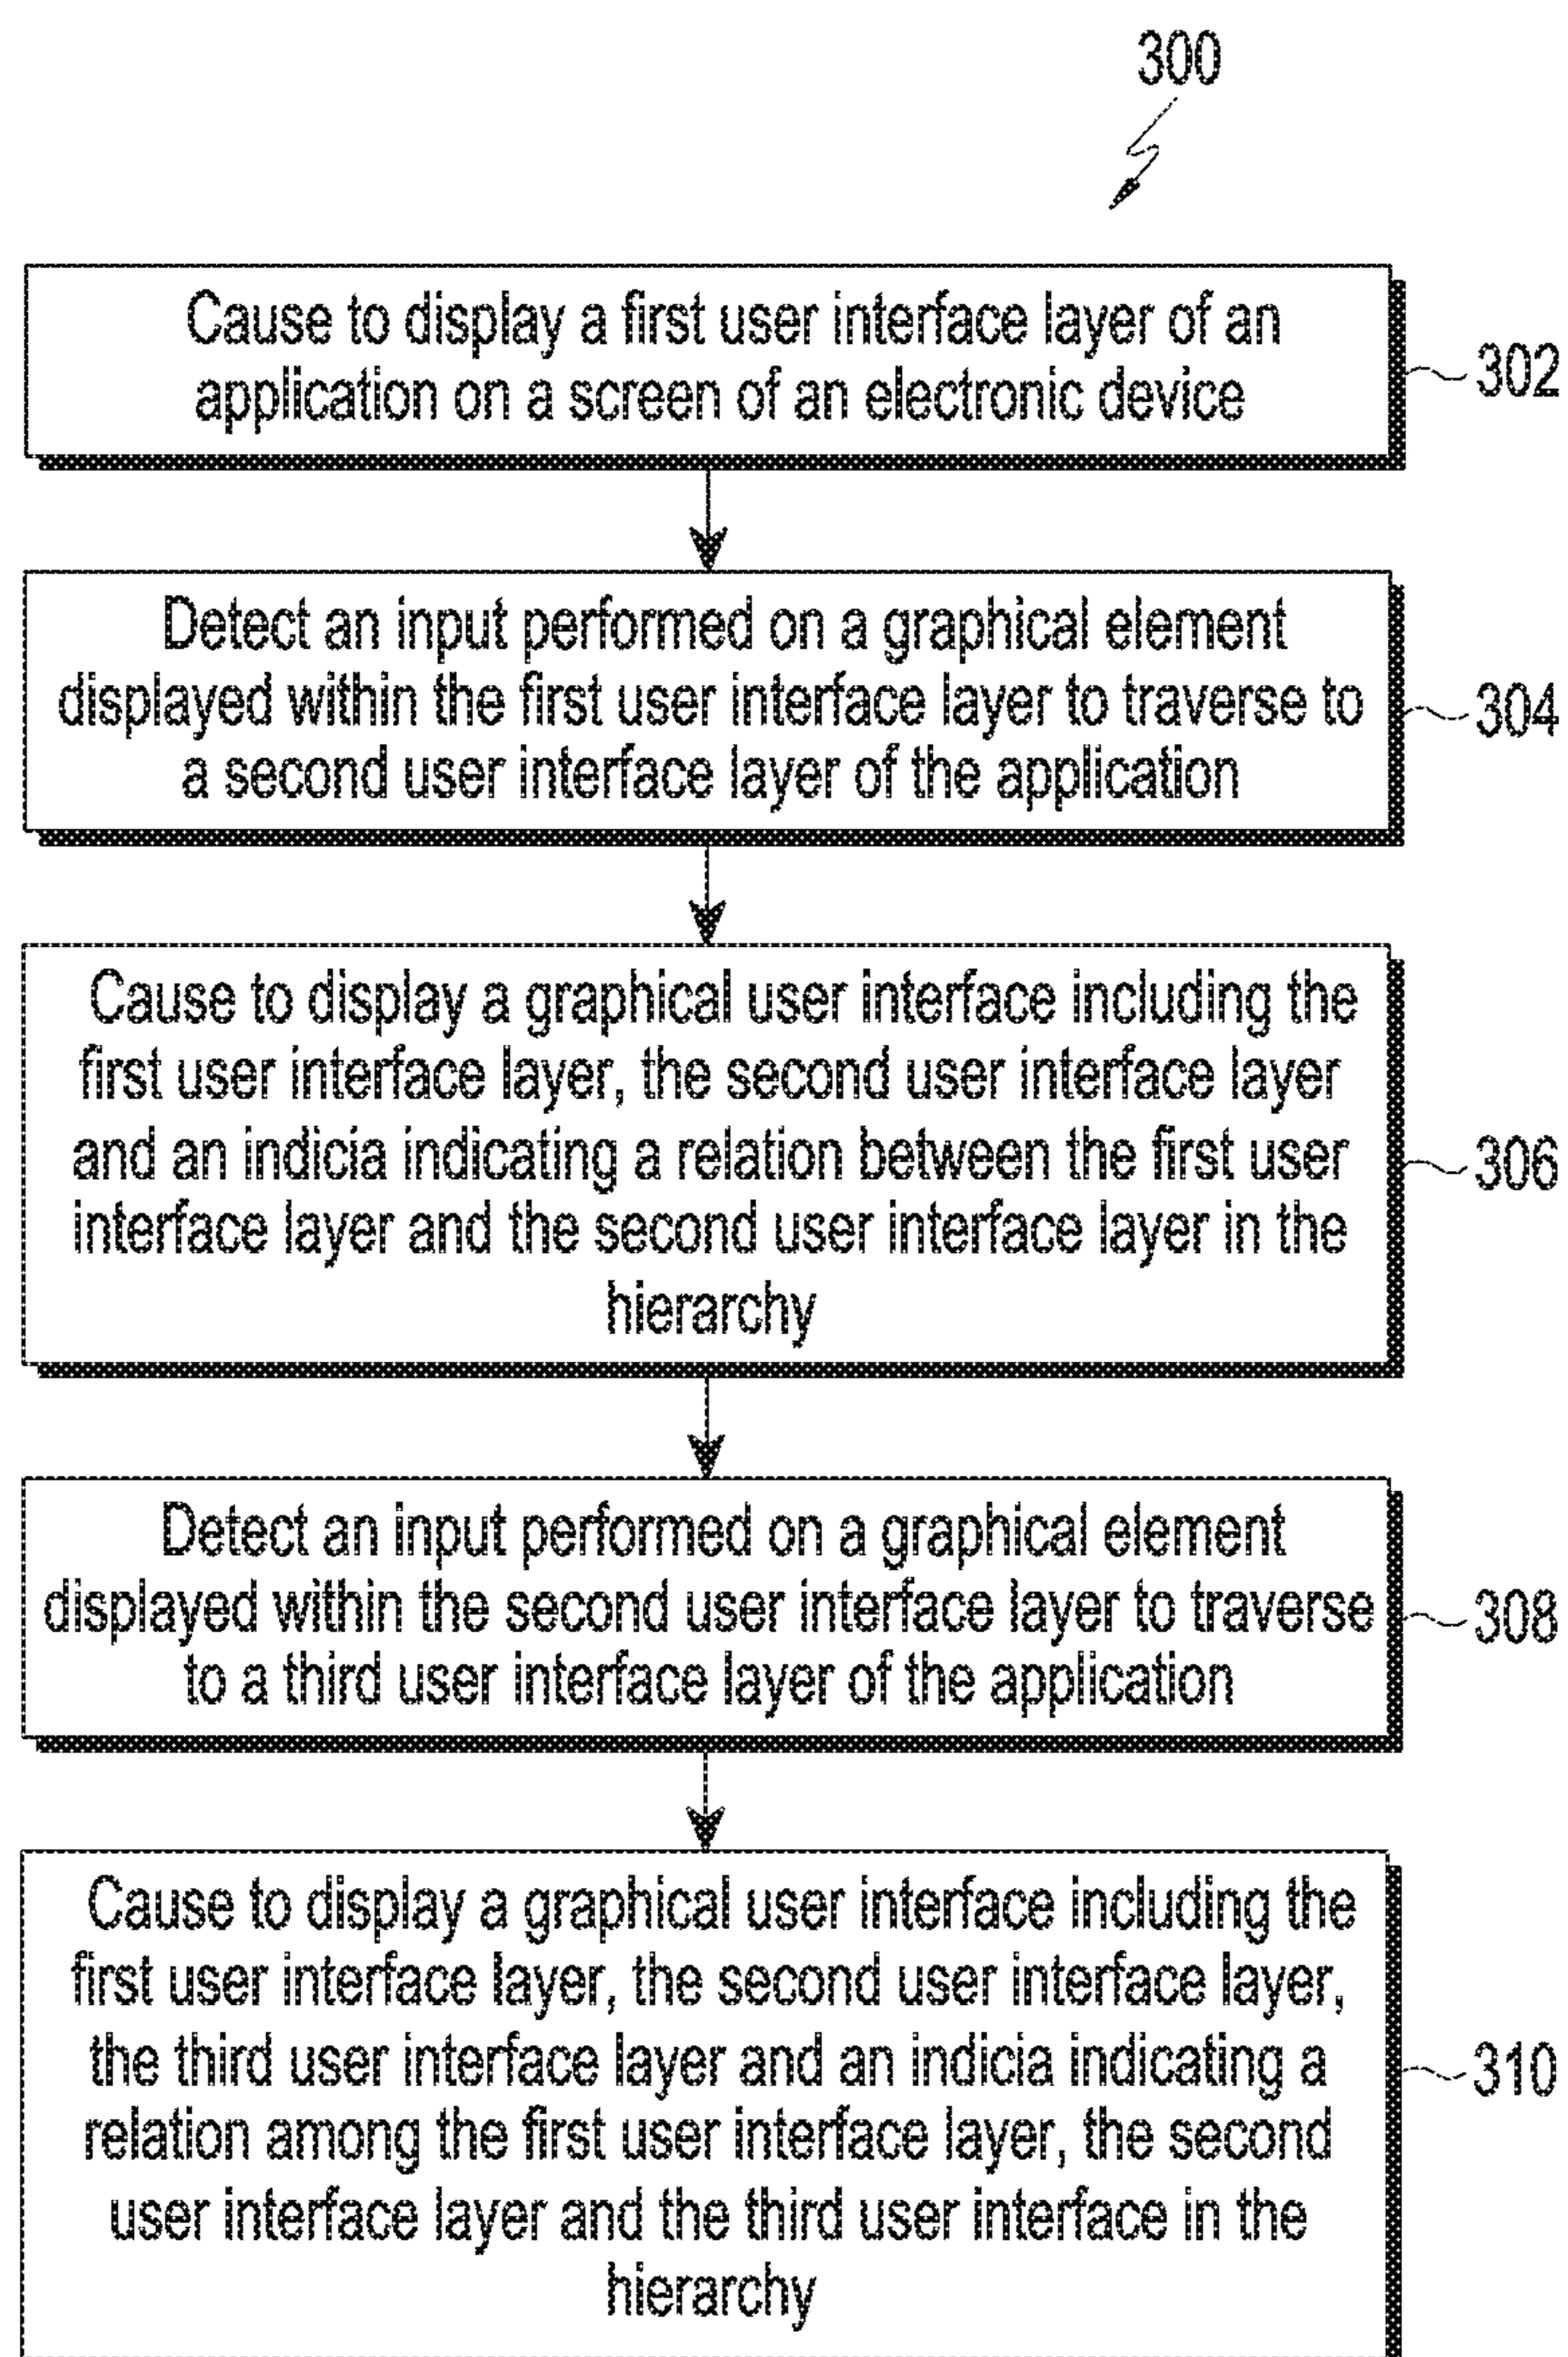 300
Cause to display a first user interface layer of an
application on a screen of an electronic device
302
Detect an input performed on a graphical element
displayed within the first user interface layer to traverse to
a second user interface layer of the application
304
Cause to display a graphical user interface including the
first user interface layer, the second user interface layer
and an indicia indicating a relation between the first user
interface layer and the second user interface layer in the
hierarchy
306
Detect an input performed on a graphical element
displayed within the second user interface layer to traverse
to a third user interface layer of the application
308
Cause to display a graphical user interface including the
first user interface layer, the second user interface layer,
the third user interface layer and an indicia indicating a
relation among the first user interface layer, the second
user interface layer and the third user interface in the
hierarchy
310